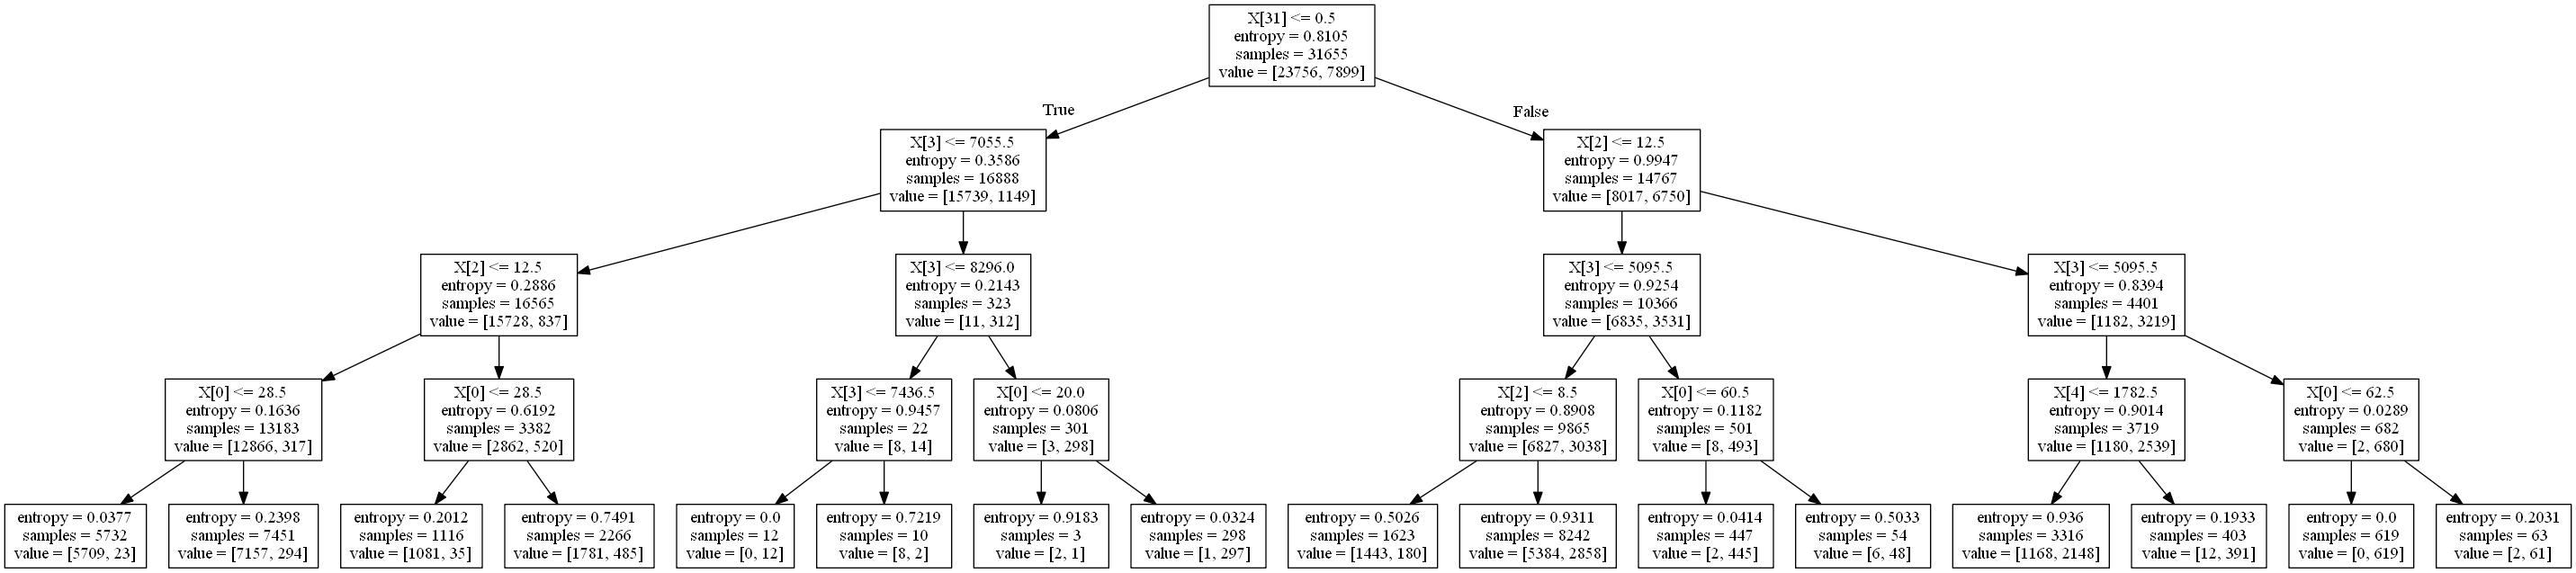 X[31] <= 0.5
entropy = 0.8105
samples = 31655
value = [23756, 7899]
True
False
X[3] <= 7055.5
entropy = 0.3586
samples = 16888
value = [15739, 1149]
X[2] <= 12.5
entropy = 0.9947
samples = 14767
value = [8017, 6750]
X[2] <= 12.5
entropy = 0.2886
samples = 16565
value = [15728, 837]
X[3] <= 8296.0
entropy = 0.2143
samples = 323
value = [11, 312]
X[3] <= 5095.5
entropy = 0.9254
samples = 10366
value = [6835, 3531]
X[3] <= 5095.5
entropy = 0.8394
samples = 4401
value = [1182, 3219]
X[0] <= 28.5
entropy = 0.1636
samples = 13183
value = [12866, 317]
X[0] <= 28.5
entropy = 0.6192
samples = 3382
value = [2862, 520]
X[3] <= 7436.5
entropy = 0.9457
samples = 22
value = [8, 14]
X[0] <= 20.0
entropy = 0.0806
samples = 301
value = [3, 298]
X[2] <= 8.5
entropy = 0.8908
samples = 9865
value = [6827, 3038]
X[0] <= 60.5
entropy = 0.1182
samples = 501
value = [8, 493]
X[4] <= 1782.5
entropy = 0.9014
samples = 3719
value = [1180, 2539]
X[0] <= 62.5
entropy = 0.0289
samples = 682
value = [2, 680]
entropy = 0.0377
samples = 5732
value = [5709, 23]
entropy = 0.2398
samples = 7451
value = [7157, 294]
entropy = 0.2012
samples = 1116
value = [1081, 35]
entropy = 0.7491
samples = 2266
value = [1781, 485]
entropy = 0.0
samples = 12
value = [0, 12]
entropy = 0.7219
samples = 10
value = [8, 2]
entropy = 0.9183
samples = 3
value = [2, 1]
entropy = 0.0324
samples = 298
value = [1, 297]
entropy = 0.5026
samples = 1623
value = [1443, 180]
entropy = 0.9311
samples = 8242
value = [5384, 2858]
entropy = 0.0414
samples = 447
value = [2, 445]
entropy = 0.5033
samples = 54
value = [6, 48]
entropy = 0.936
samples = 3316
value = [1168, 2148]
entropy = 0.1933
samples = 403
value = [12, 391]
entropy = 0.0
samples = 619
value = [0, 619]
entropy = 0.2031
samples = 63
value = [2, 61]